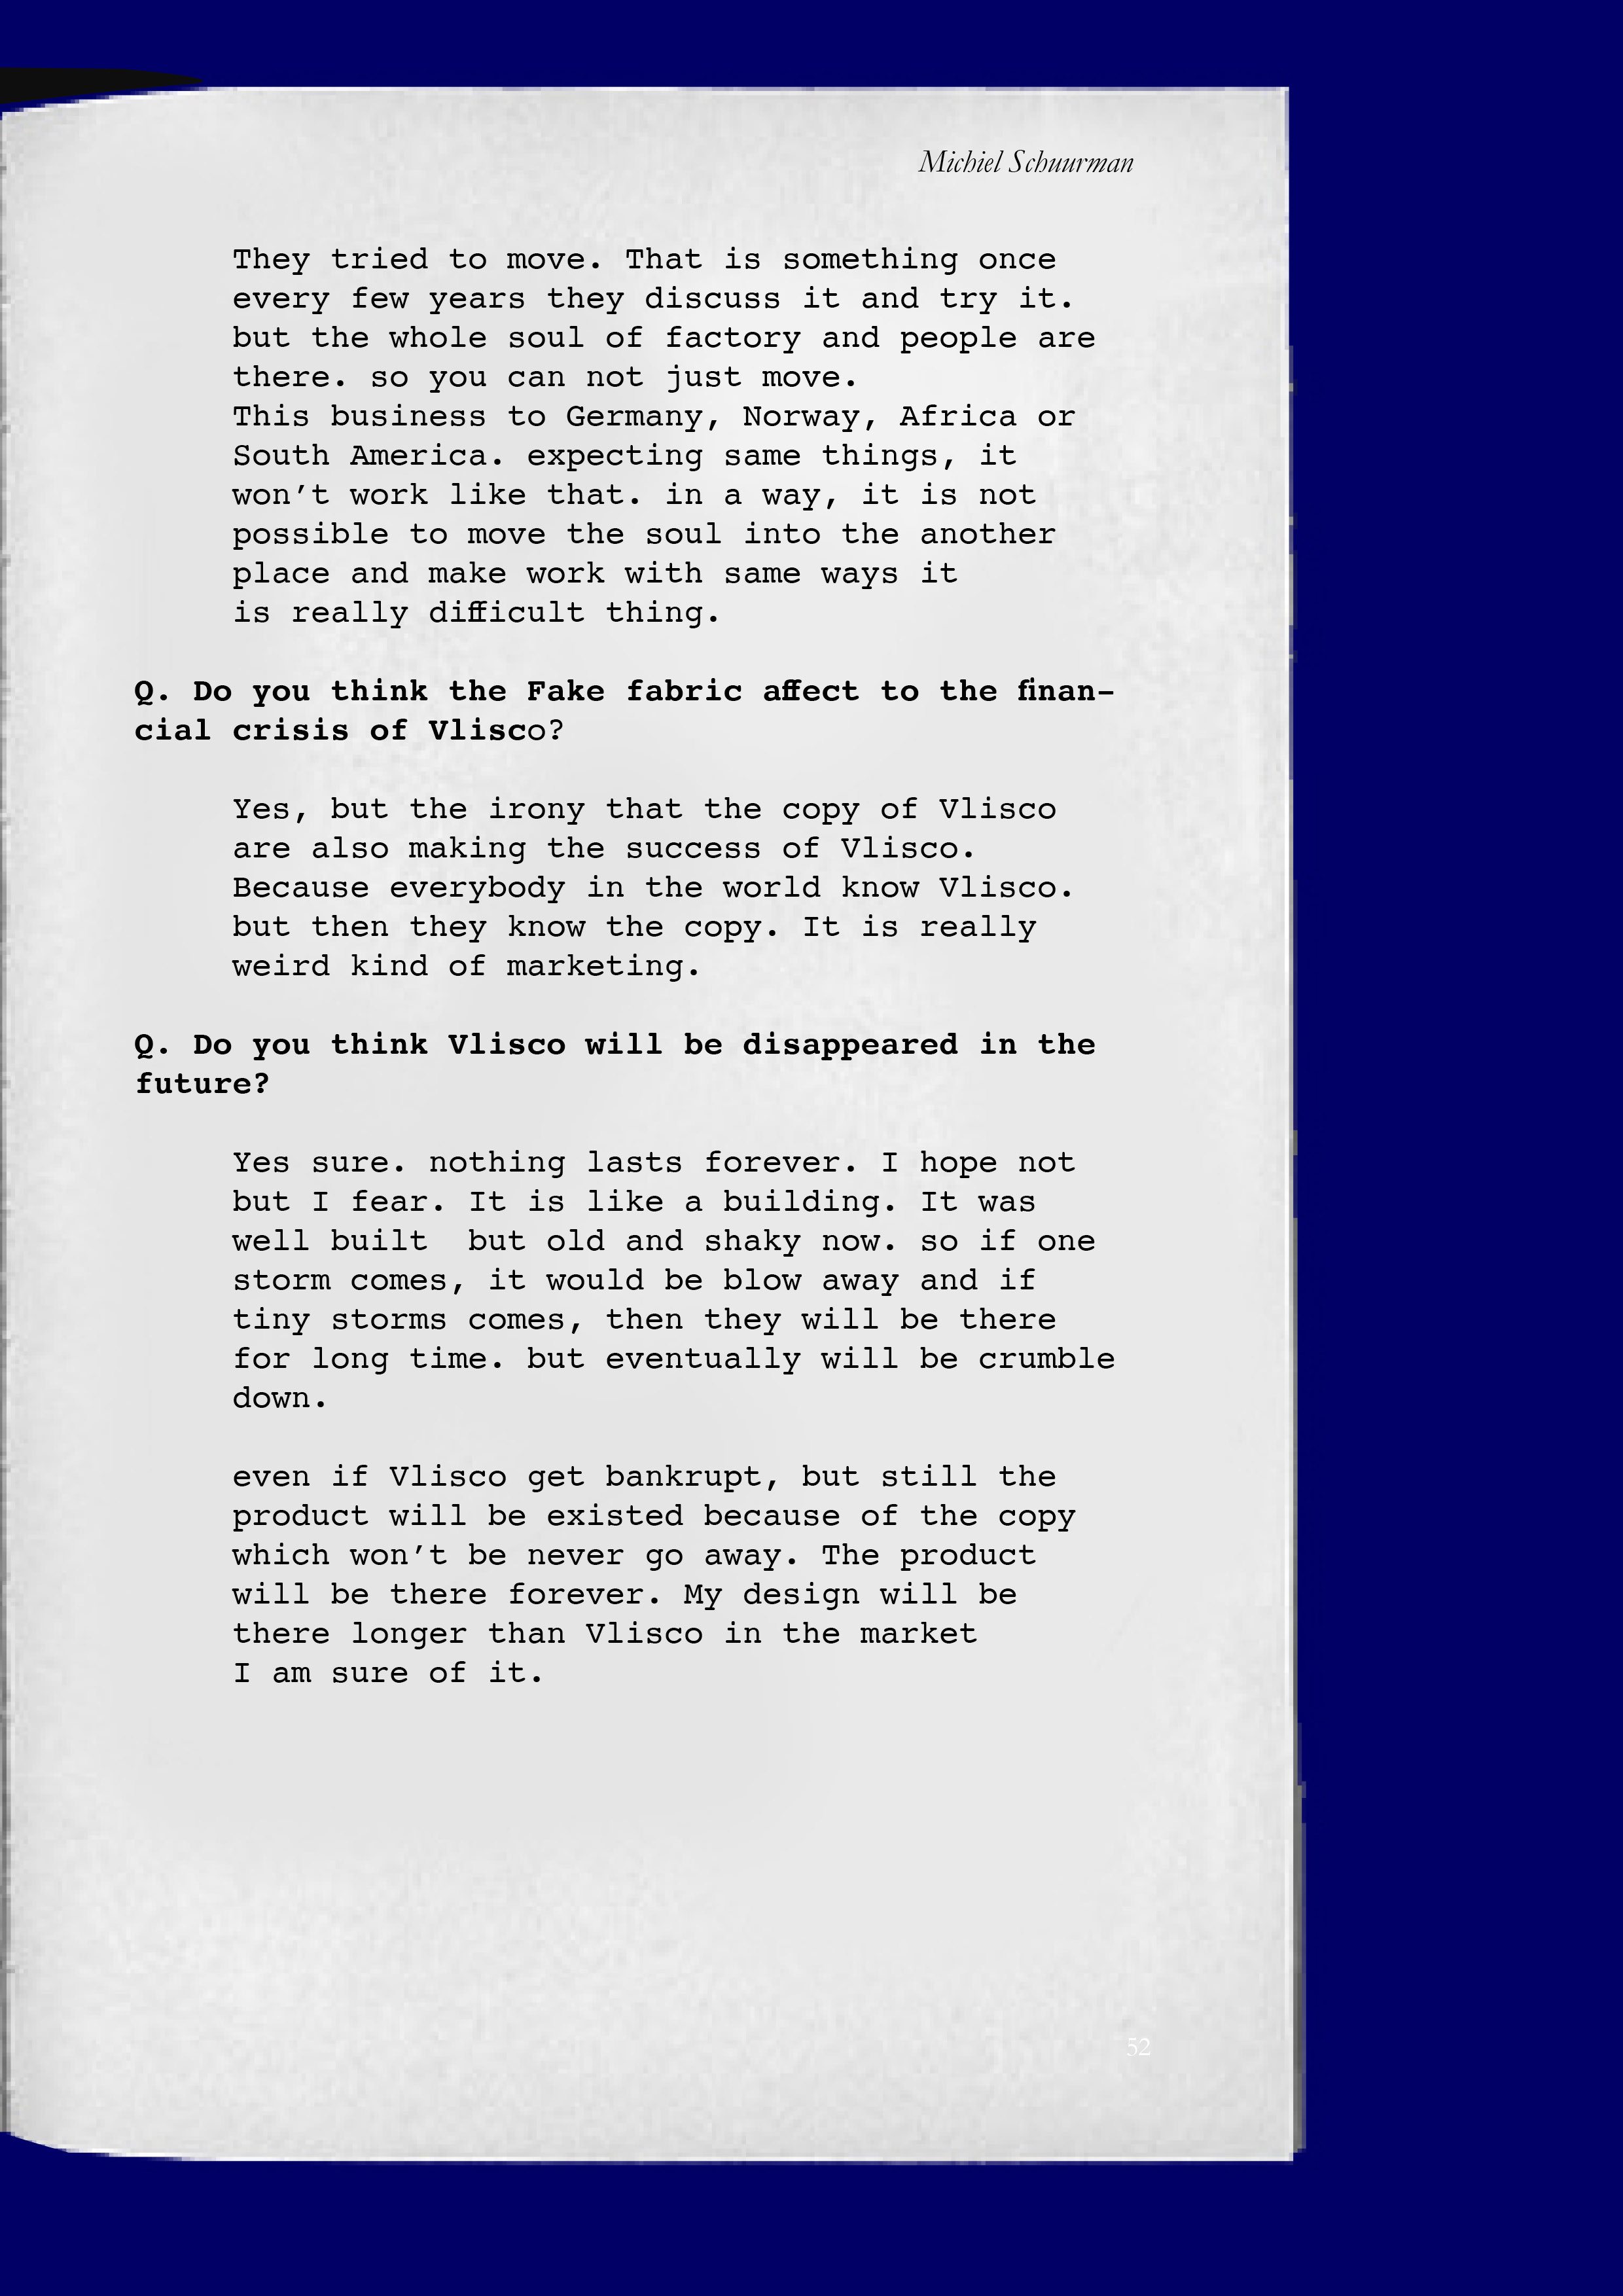 Michiel Schuurman
They tried to move. That is something once
every few years they discuss it and try it.
but the whole soul of factory and people are
there. so you can not just move.
This business to Germany, Norway, Africa or
South America. expecting same things, it
won’t work like that. in a way, it is not
possible to move the soul into the another
place and make work with same ways it
is really difficult thing.
Q. Do you think the Fake fabric affect to the finan-
cial crisis of Vlisco?
Yes, but the irony that the copy of Vlisco
are also making the success of Vlisco.
Because everybody in the world know Vlisco.
but then they know the copy. It is really
weird kind of marketing.
Q. Do you think Vlisco will be disappeared in the
future?
Yes sure. nothing lasts forever. I hope not
but I fear. It is like a building. It was
well built  but old and shaky now. so if one
storm comes, it would be blow away and if
tiny storms comes, then they will be there
for long time. but eventually will be crumble
down.
even if Vlisco get bankrupt, but still the
product will be existed because of the copy
which won’t be never go away. The product
will be there forever. My design will be
there longer than Vlisco in the market
I am sure of it.
52